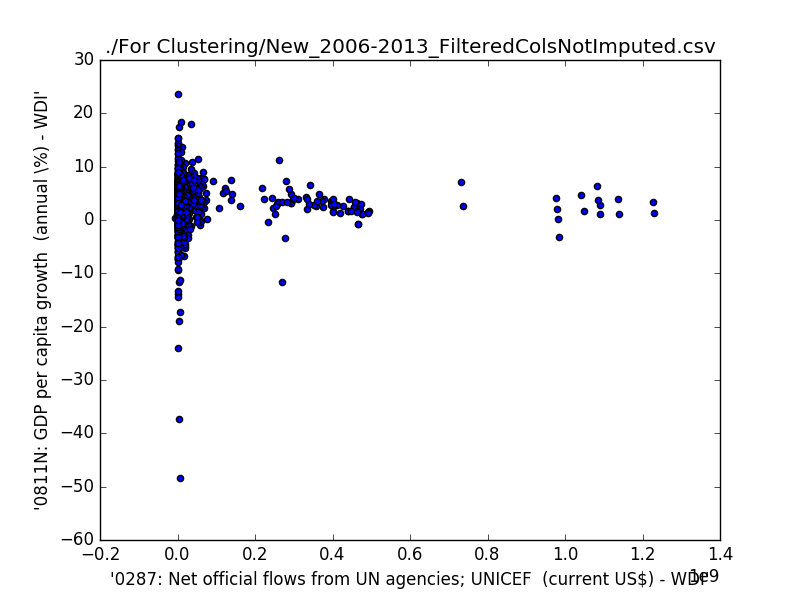 ./For Clustering/New_2006-2013_FilteredColsNotImputed.csv
30
20
10
0
−10
−20
−30
−40
−50
−60
'0811N: GDP per capita growth  (annual \%) - WDI'
−0.2 0.0 0.2 0.4 0.6 0.8 1.0 1.2 1.4
1e9
'0287: Net official flows from UN agencies; UNICEF  (current US$) - WDI'